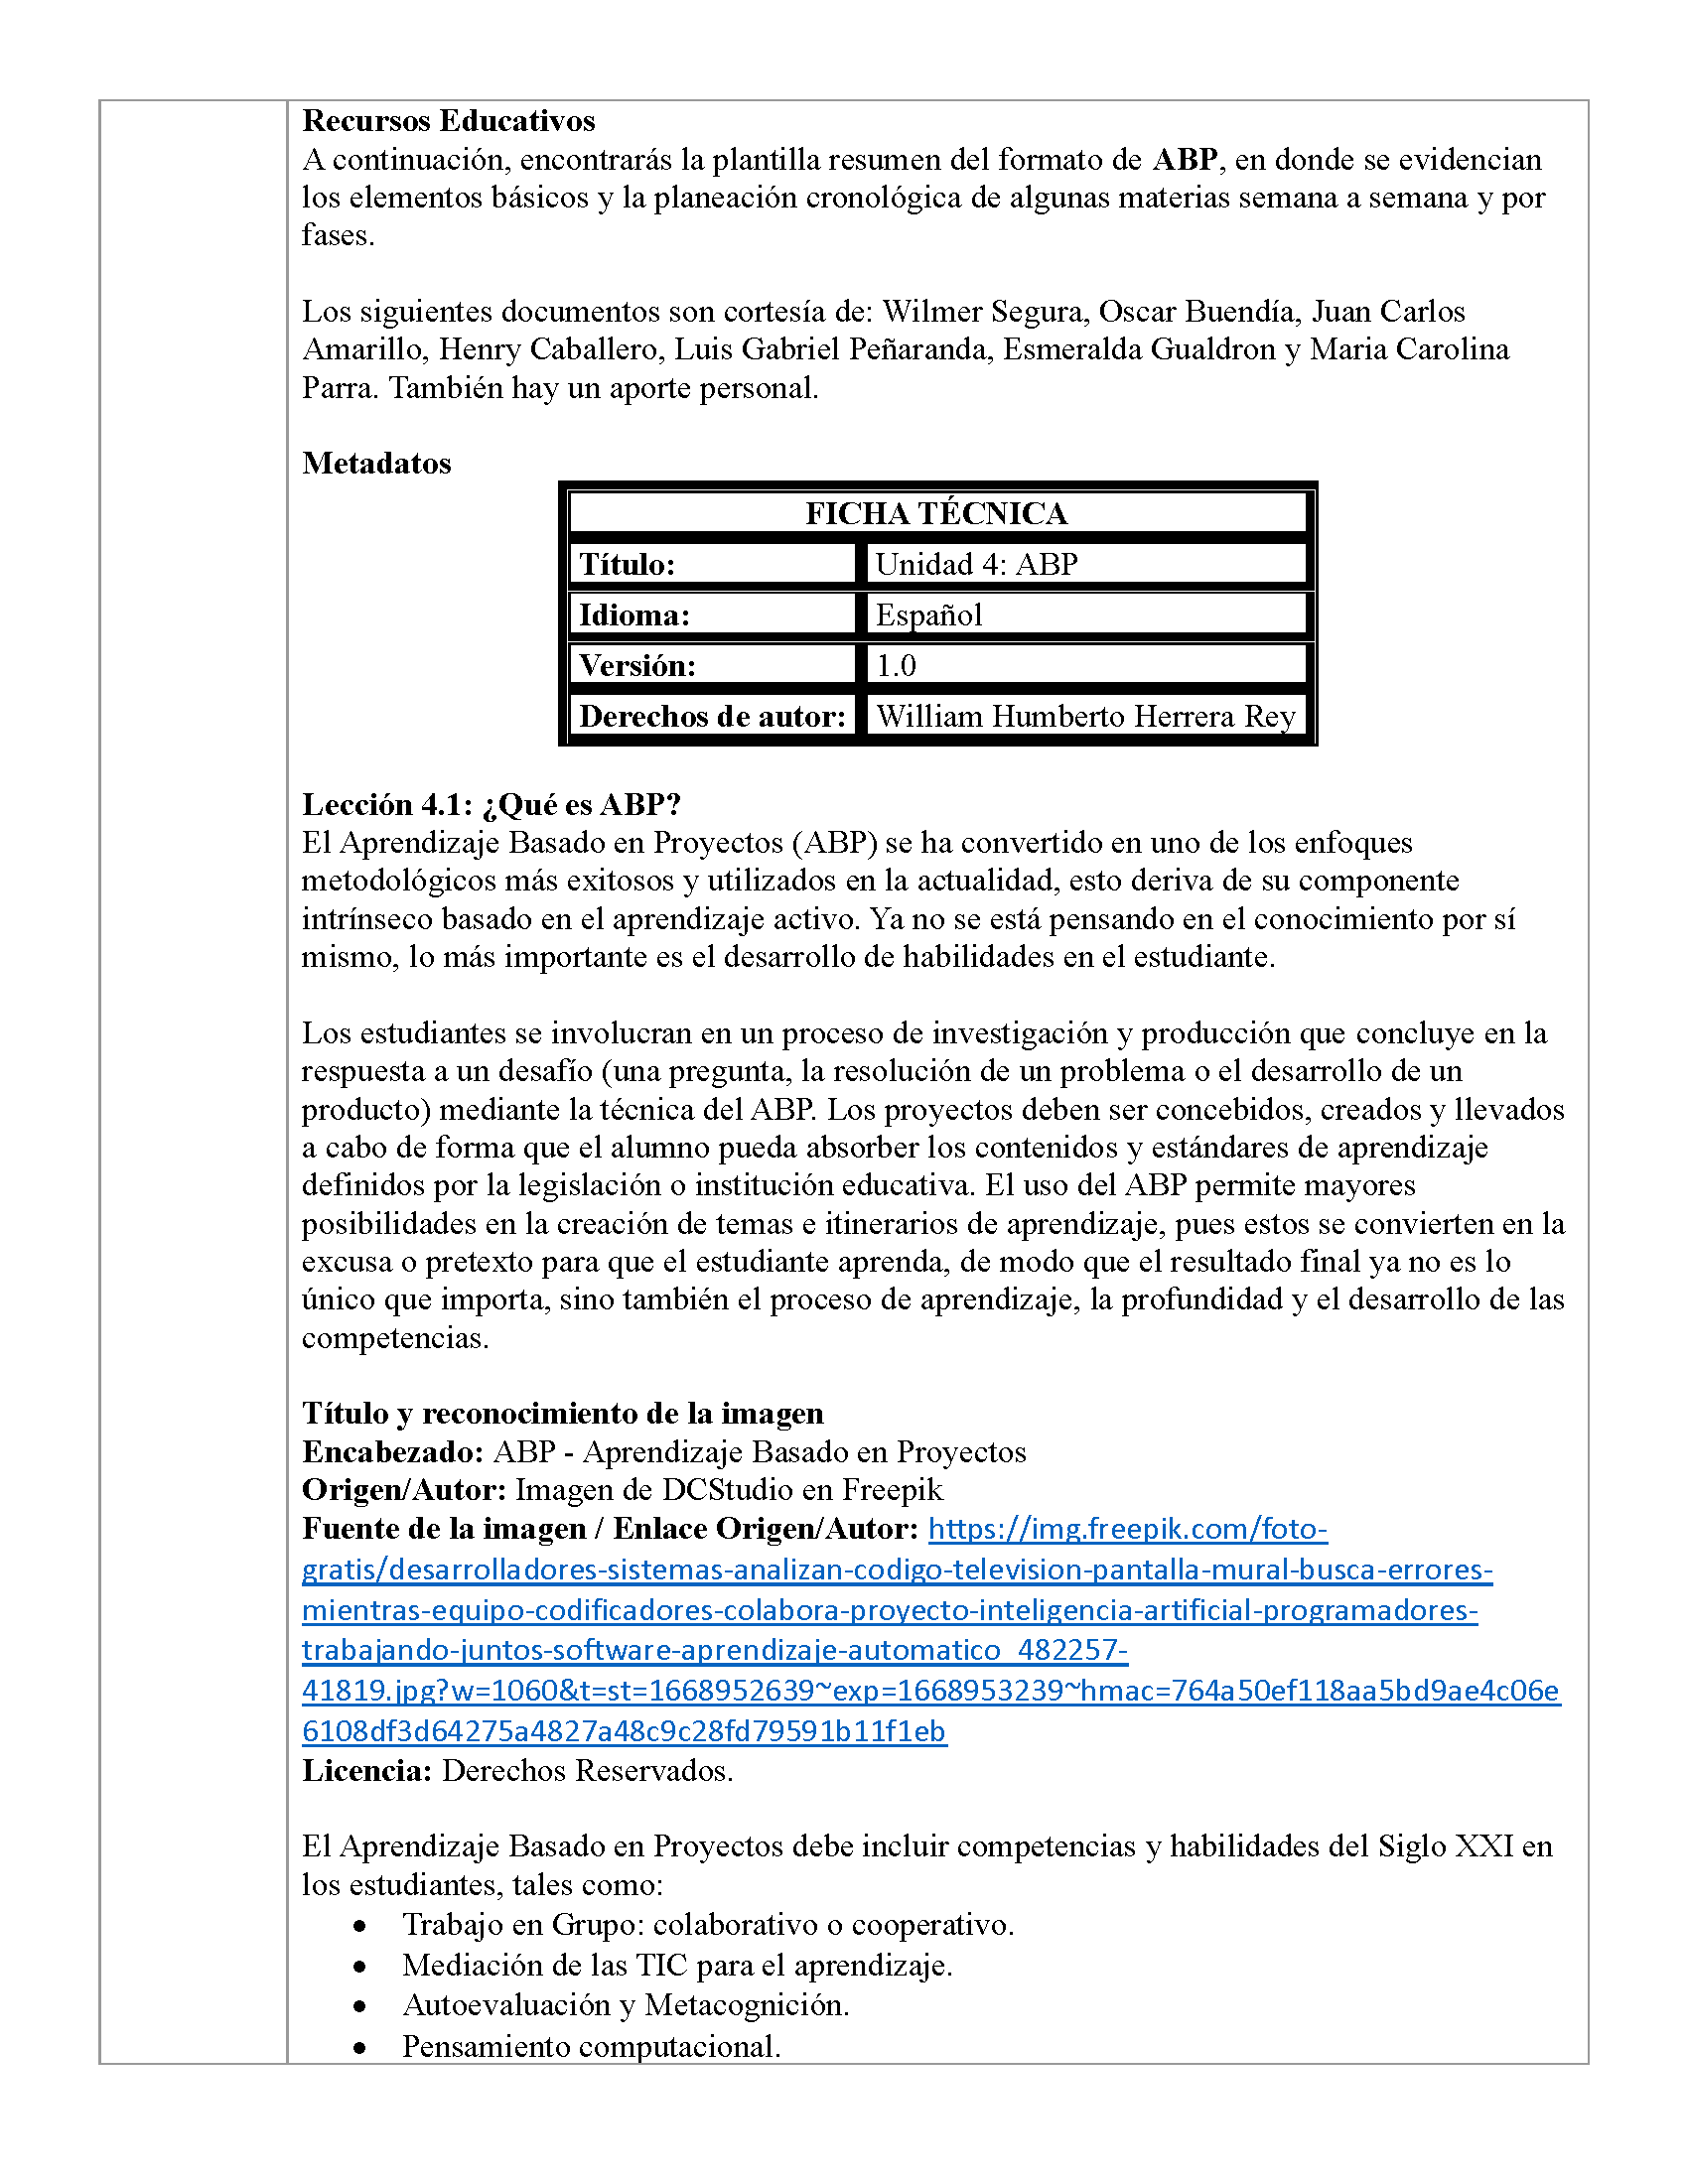 Recursos Educativos
A continuación, encontrarás la plantilla resumen del formato de ABP, en donde se evidencian
los elementos básicos y la planeación cronológica de algunas materias semana a semana y por
fases.
Los siguientes documentos son cortesía de: Wilmer Segura, Oscar Buendía, Juan Carlos
Amarillo, Henry Caballero, Luis Gabriel Peñaranda, Esmeralda Gualdron y Maria Carolina
Parra. También hay un aporte personal.
Metadatos
FICHA TÉCNICA
Título: Unidad 4: ABP
Idioma: Español
Versión: 1.0
Derechos de autor: William Humberto Herrera Rey
Lección 4.1: ¿Qué es ABP?
El Aprendizaje Basado en Proyectos (ABP) se ha convertido en uno de los enfoques
metodológicos más exitosos y utilizados en la actualidad, esto deriva de su componente
intrínseco basado en el aprendizaje activo. Ya no se está pensando en el conocimiento por sí
mismo, lo más importante es el desarrollo de habilidades en el estudiante.
Los estudiantes se involucran en un proceso de investigación y producción que concluye en la
respuesta a un desafío (una pregunta, la resolución de un problema o el desarrollo de un
producto) mediante la técnica del ABP. Los proyectos deben ser concebidos, creados y llevados
a cabo de forma que el alumno pueda absorber los contenidos y estándares de aprendizaje
definidos por la legislación o institución educativa. El uso del ABP permite mayores
posibilidades en la creación de temas e itinerarios de aprendizaje, pues estos se convierten en la
excusa o pretexto para que el estudiante aprenda, de modo que el resultado final ya no es lo
único que importa, sino también el proceso de aprendizaje, la profundidad y el desarrollo de las
competencias.
Título y reconocimiento de la imagen
Encabezado: ABP - Aprendizaje Basado en Proyectos
Origen/Autor: Imagen de DCStudio en Freepik
Fuente de la imagen / Enlace Origen/Autor: https://img.freepik.com/foto-
gratis/desarrolladores-sistemas-analizan-codigo-television-pantalla-mural-busca-errores-
mientras-equipo-codificadores-colabora-proyecto-inteligencia-artificial-programadores-
trabajando-juntos-software-aprendizaje-automatico_482257-
41819.jpg?w=1060&t=st=1668952639~exp=1668953239~hmac=764a50ef118aa5bd9ae4c06e
6108df3d64275a4827a48c9c28fd79591b11f1eb
Licencia: Derechos Reservados.
El Aprendizaje Basado en Proyectos debe incluir competencias y habilidades del Siglo XXI en
los estudiantes, tales como:
• Trabajo en Grupo: colaborativo o cooperativo.
• Mediación de las TIC para el aprendizaje.
• Autoevaluación y Metacognición.
• Pensamiento computacional.